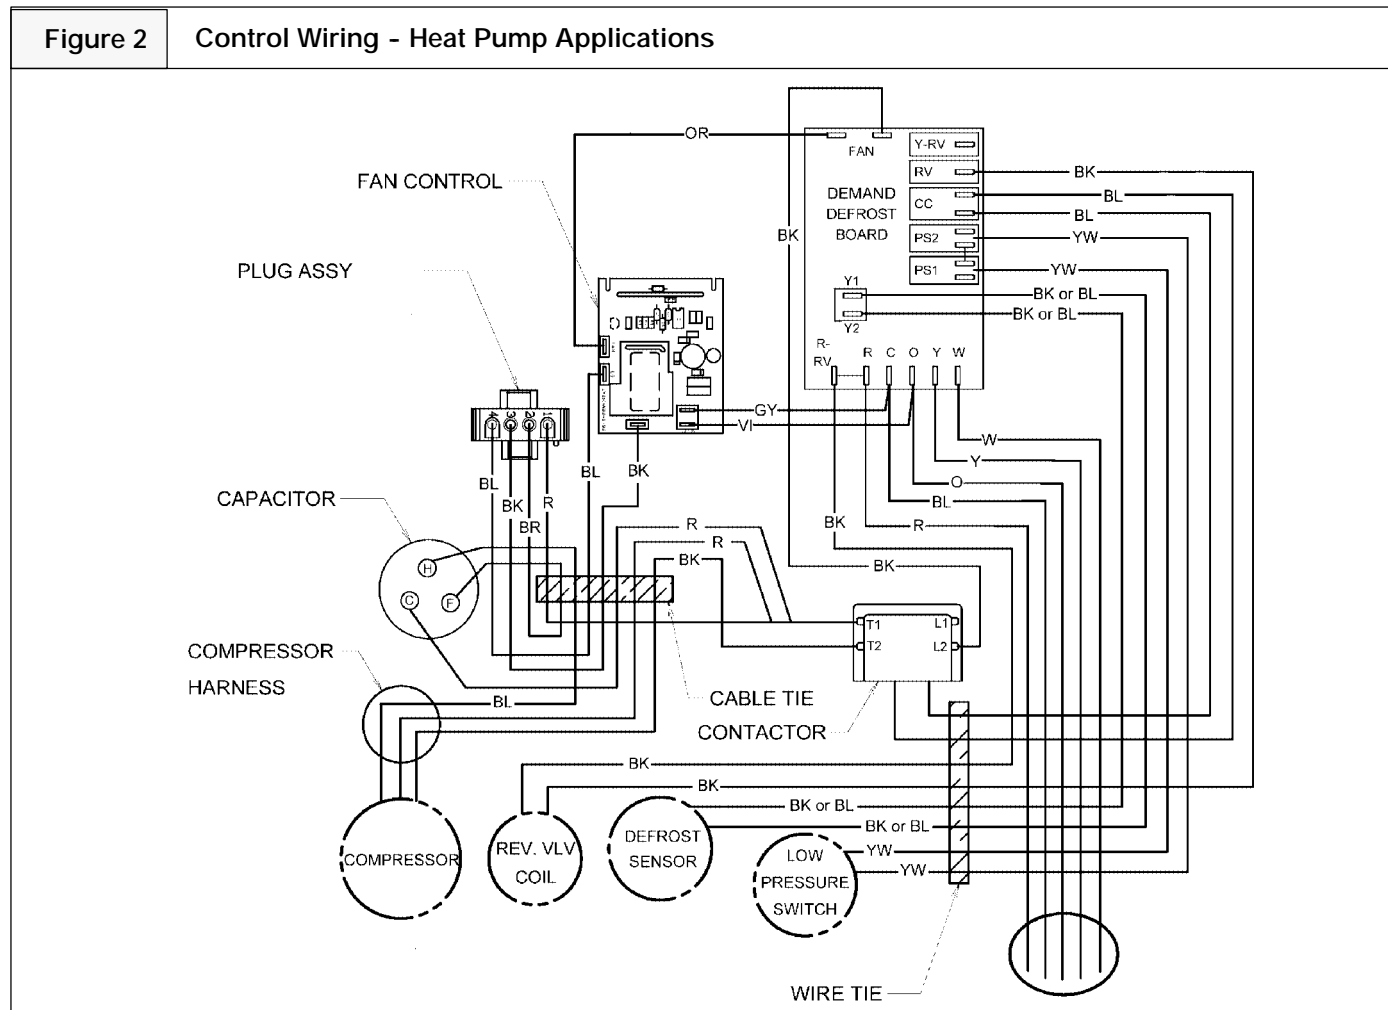 Figure 2
Control Wiring - Heat Pump Applications
OR
FAN
Y-RV
RV
BK
FAN CONTROL
DEMAND
DEFROST
BOARD
CC
BL
BL
BK
PS2
YW
PLUG ASSY
PS1
YW
Y1
BK or BL
BK or BL
Y2
R-
RV
R
C
O
Y
W
GY
VI
4
3
2
1
W
Y
BL
BK
O
CAPACITOR
BL
BK
R
BL
BR
R
R
BK
R
BK
BK
H
C
F
T1
L1
T2
L2
COMPRESSOR
HARNESS
CABLE TIE
BL
CONTACTOR
BK
BK
BK or BL
BK or BL
DEFROST
SENSOR
REV. VLV
COIL
COMPRESSOR
YW
LOW
PRESSURE
SWITCH
YW
WIRE TIE